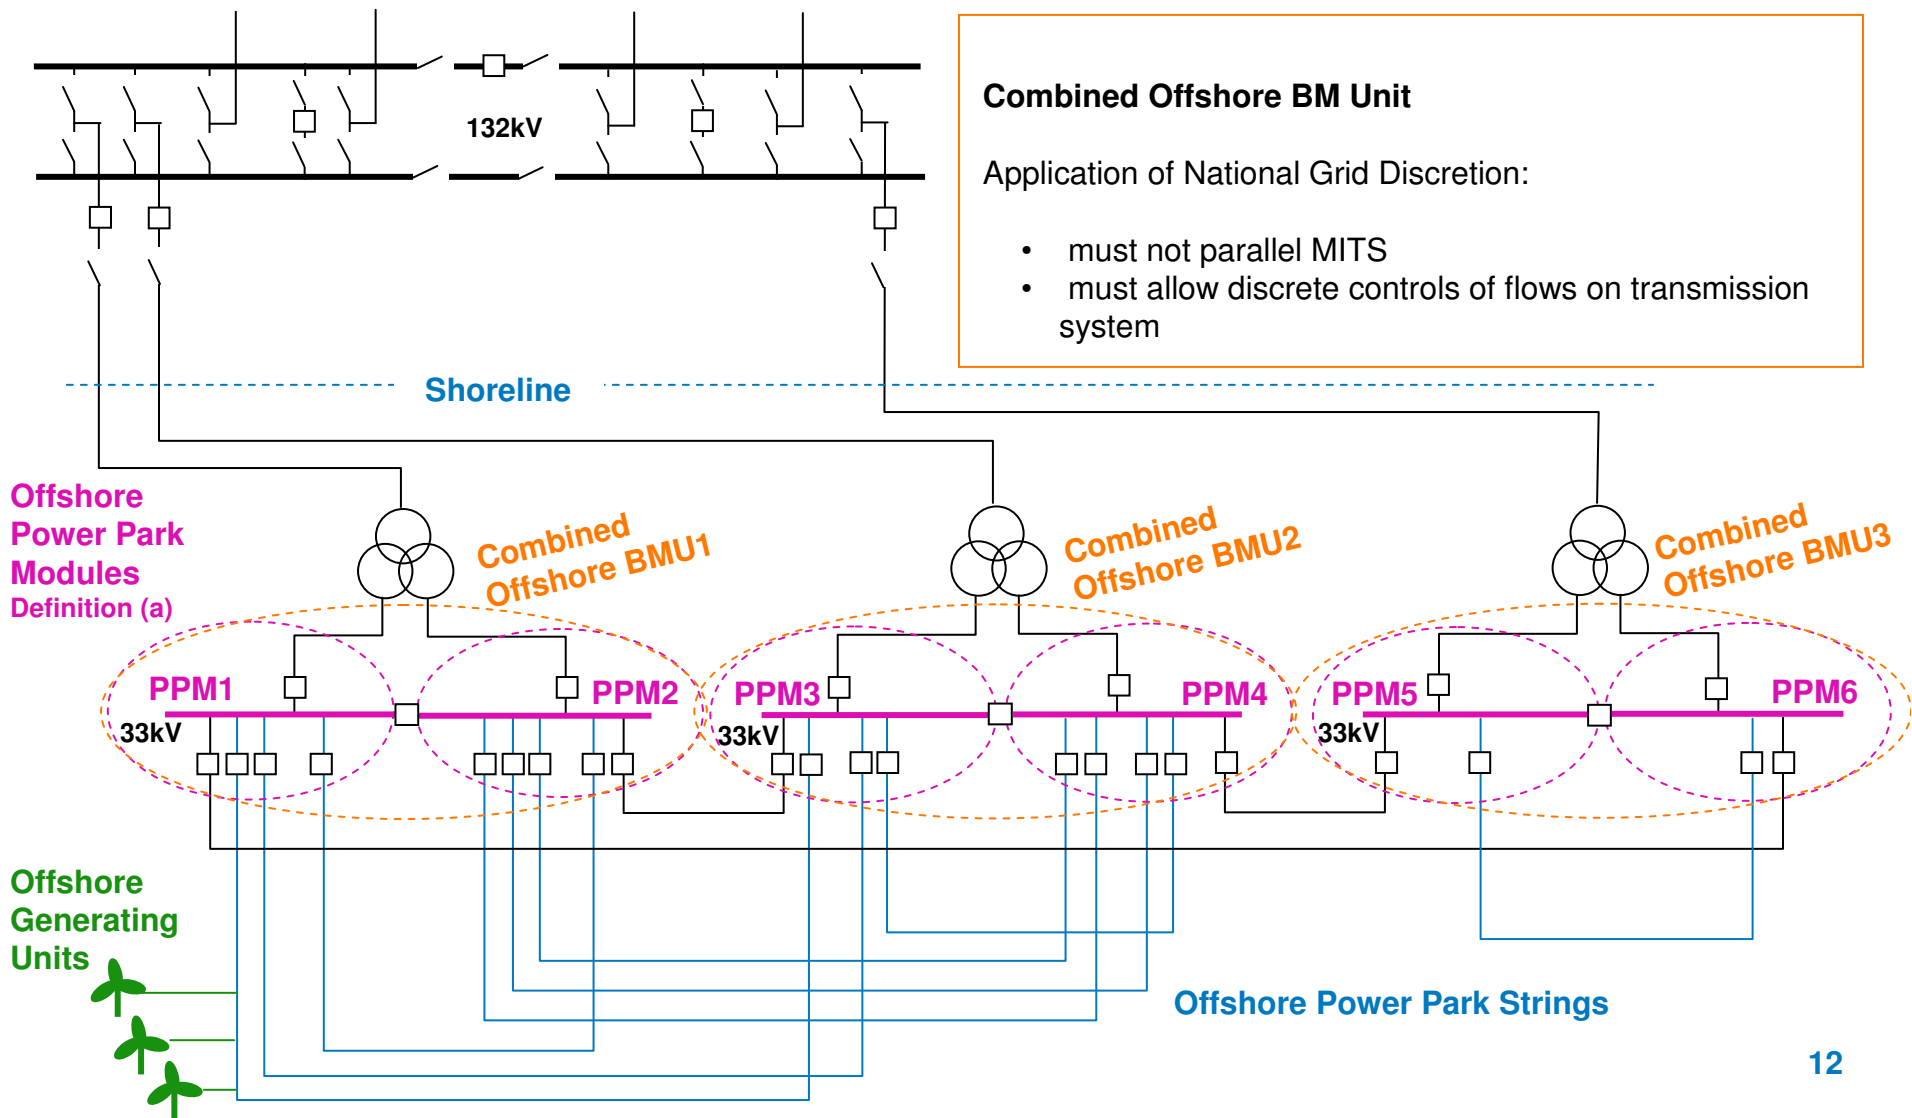 132kV
Combined Offshore BM Unit
Application of National Grid Discretion:
• must not parallel MITS
• must allow discrete controls of flows on transmission
system
Shoreline
Offshore
Power Park
Modules
Definition (a)
Combined
Offshore BMU1
Combined
Offshore BMU2
Combined
Offshore BMU3
PPM1
PPM2
PPM3
PPM4
PPM5
PPM6
33kV
33kV
33kV
Offshore
Generating
Units
Offshore Power Park Strings
12